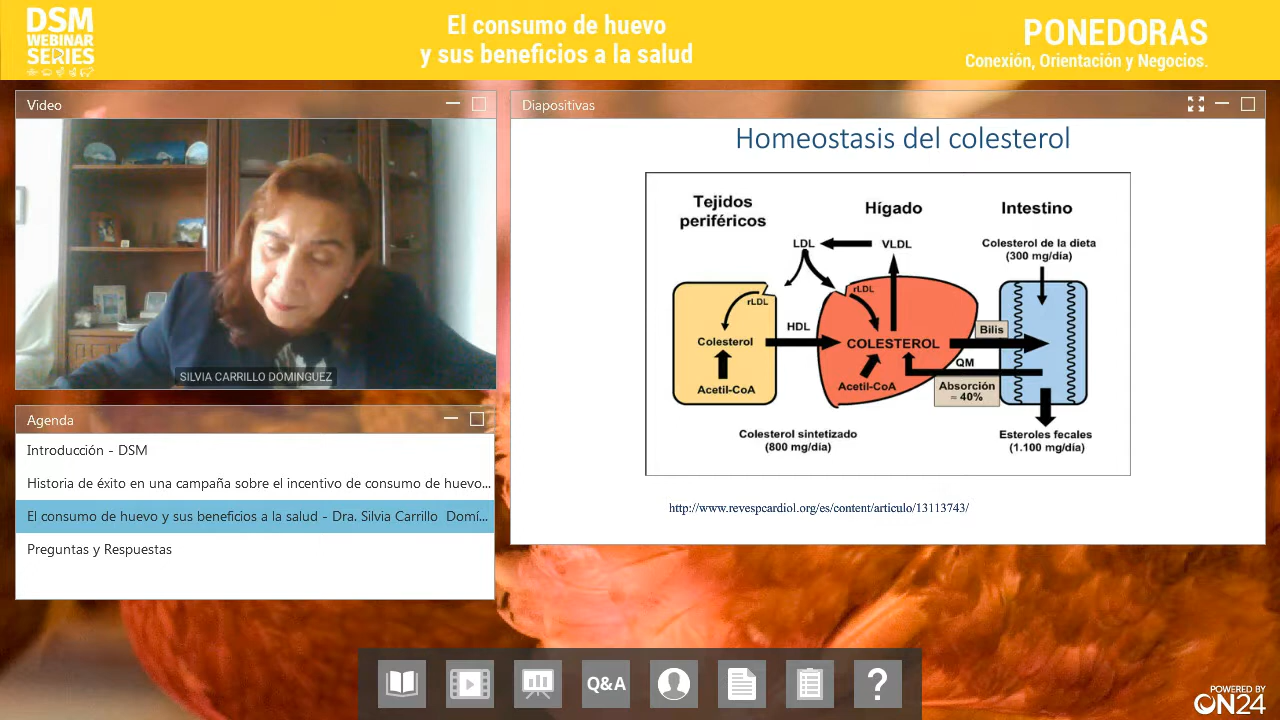 DSM
WEBINAR
SERIES
El consumo de huevo
y sus beneficios a la salud
PONEDORAS
Conexión, Orientación y Negocios.
Video
SILVIA CARRILLO DOMINGUEZ
Agenda
Introducción - DSM
Historia de éxito en una campaña sobre el incentivo de consumo de huevo...
El consumo de huevo y sus beneficios a la salud - Dra. Silvia Carrillo Domí...
Preguntas y Respuestas
Diapositivas
Homeostasis del colesterol
Tejidos
periféricos
Hígado
Intestino
LDL
VLDL
Colesterol de la dieta
(300 mg/día)
rLDL
rLDL
HDL
Bilis
Colesterol
COLESTEROL
QM
Acetil-CoA
Acetil-CoA
Absorción
≈ 40%
Colesterol sintetizado
(800 mg/día)
Esteroles fecales
(1.100 mg/día)
http://www.revespcardiol.org/es/content/articulo/13113743/
Q&A
?
POWERED BY
ON24